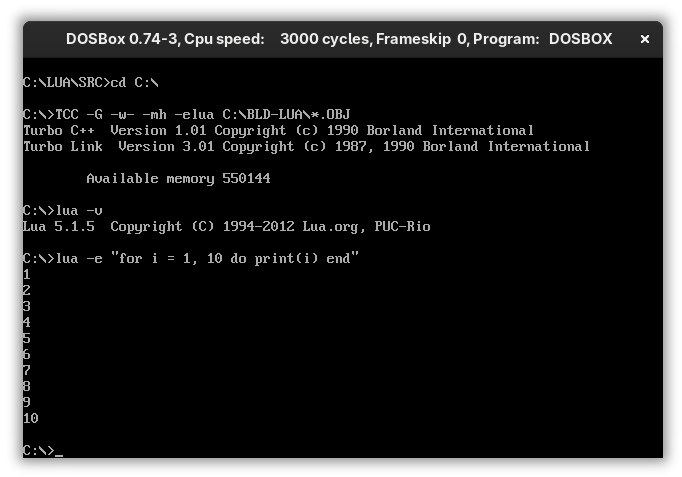 DOSBox 0.74-3, Cpu speed: 3000 cycles, Frameskip 0, Program: DOSBOX ×
C:\LUA\SRC>cd C:\
C:\>TCC -G -w- -mh -elua C:\BLD-LUA\*.OBJ
Turbo C++ Version 1.01 Copyright (c) 1990 Borland International
Turbo Link Version 3.01 Copyright (c) 1987, 1990 Borland International
Available memory 550144
C:\>lua -v
Lua 5.1.5 Copyright (C) 1994-2012 Lua.org, PUC-Rio
C:\>lua -e "for i = 1, 10 do print(i) end"
1
2
3
4
5
6
7
8
9
10
C:\>_